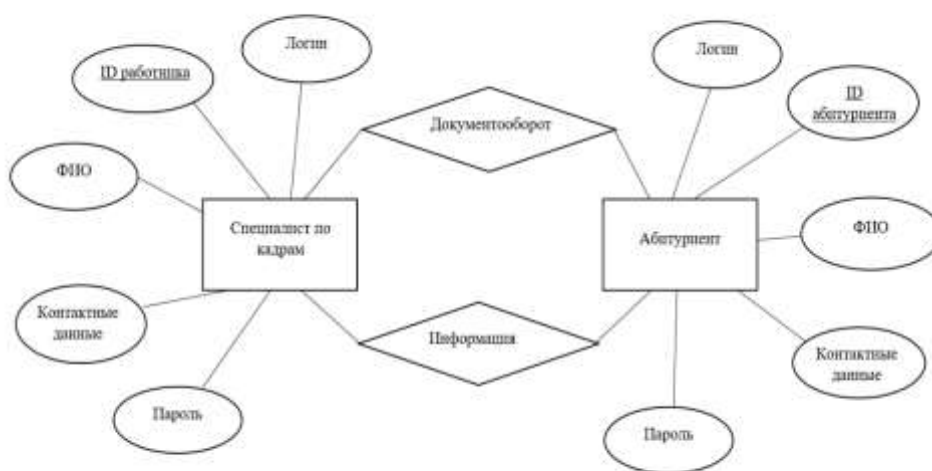 Логин
Логин
ID работника
ID
абитуриента
Документооборот
ФИО
Специалист по
кадрам
Абитуриент
ФИО
Контактные
данные
Информация
Контактные
данные
Пароль
Пароль